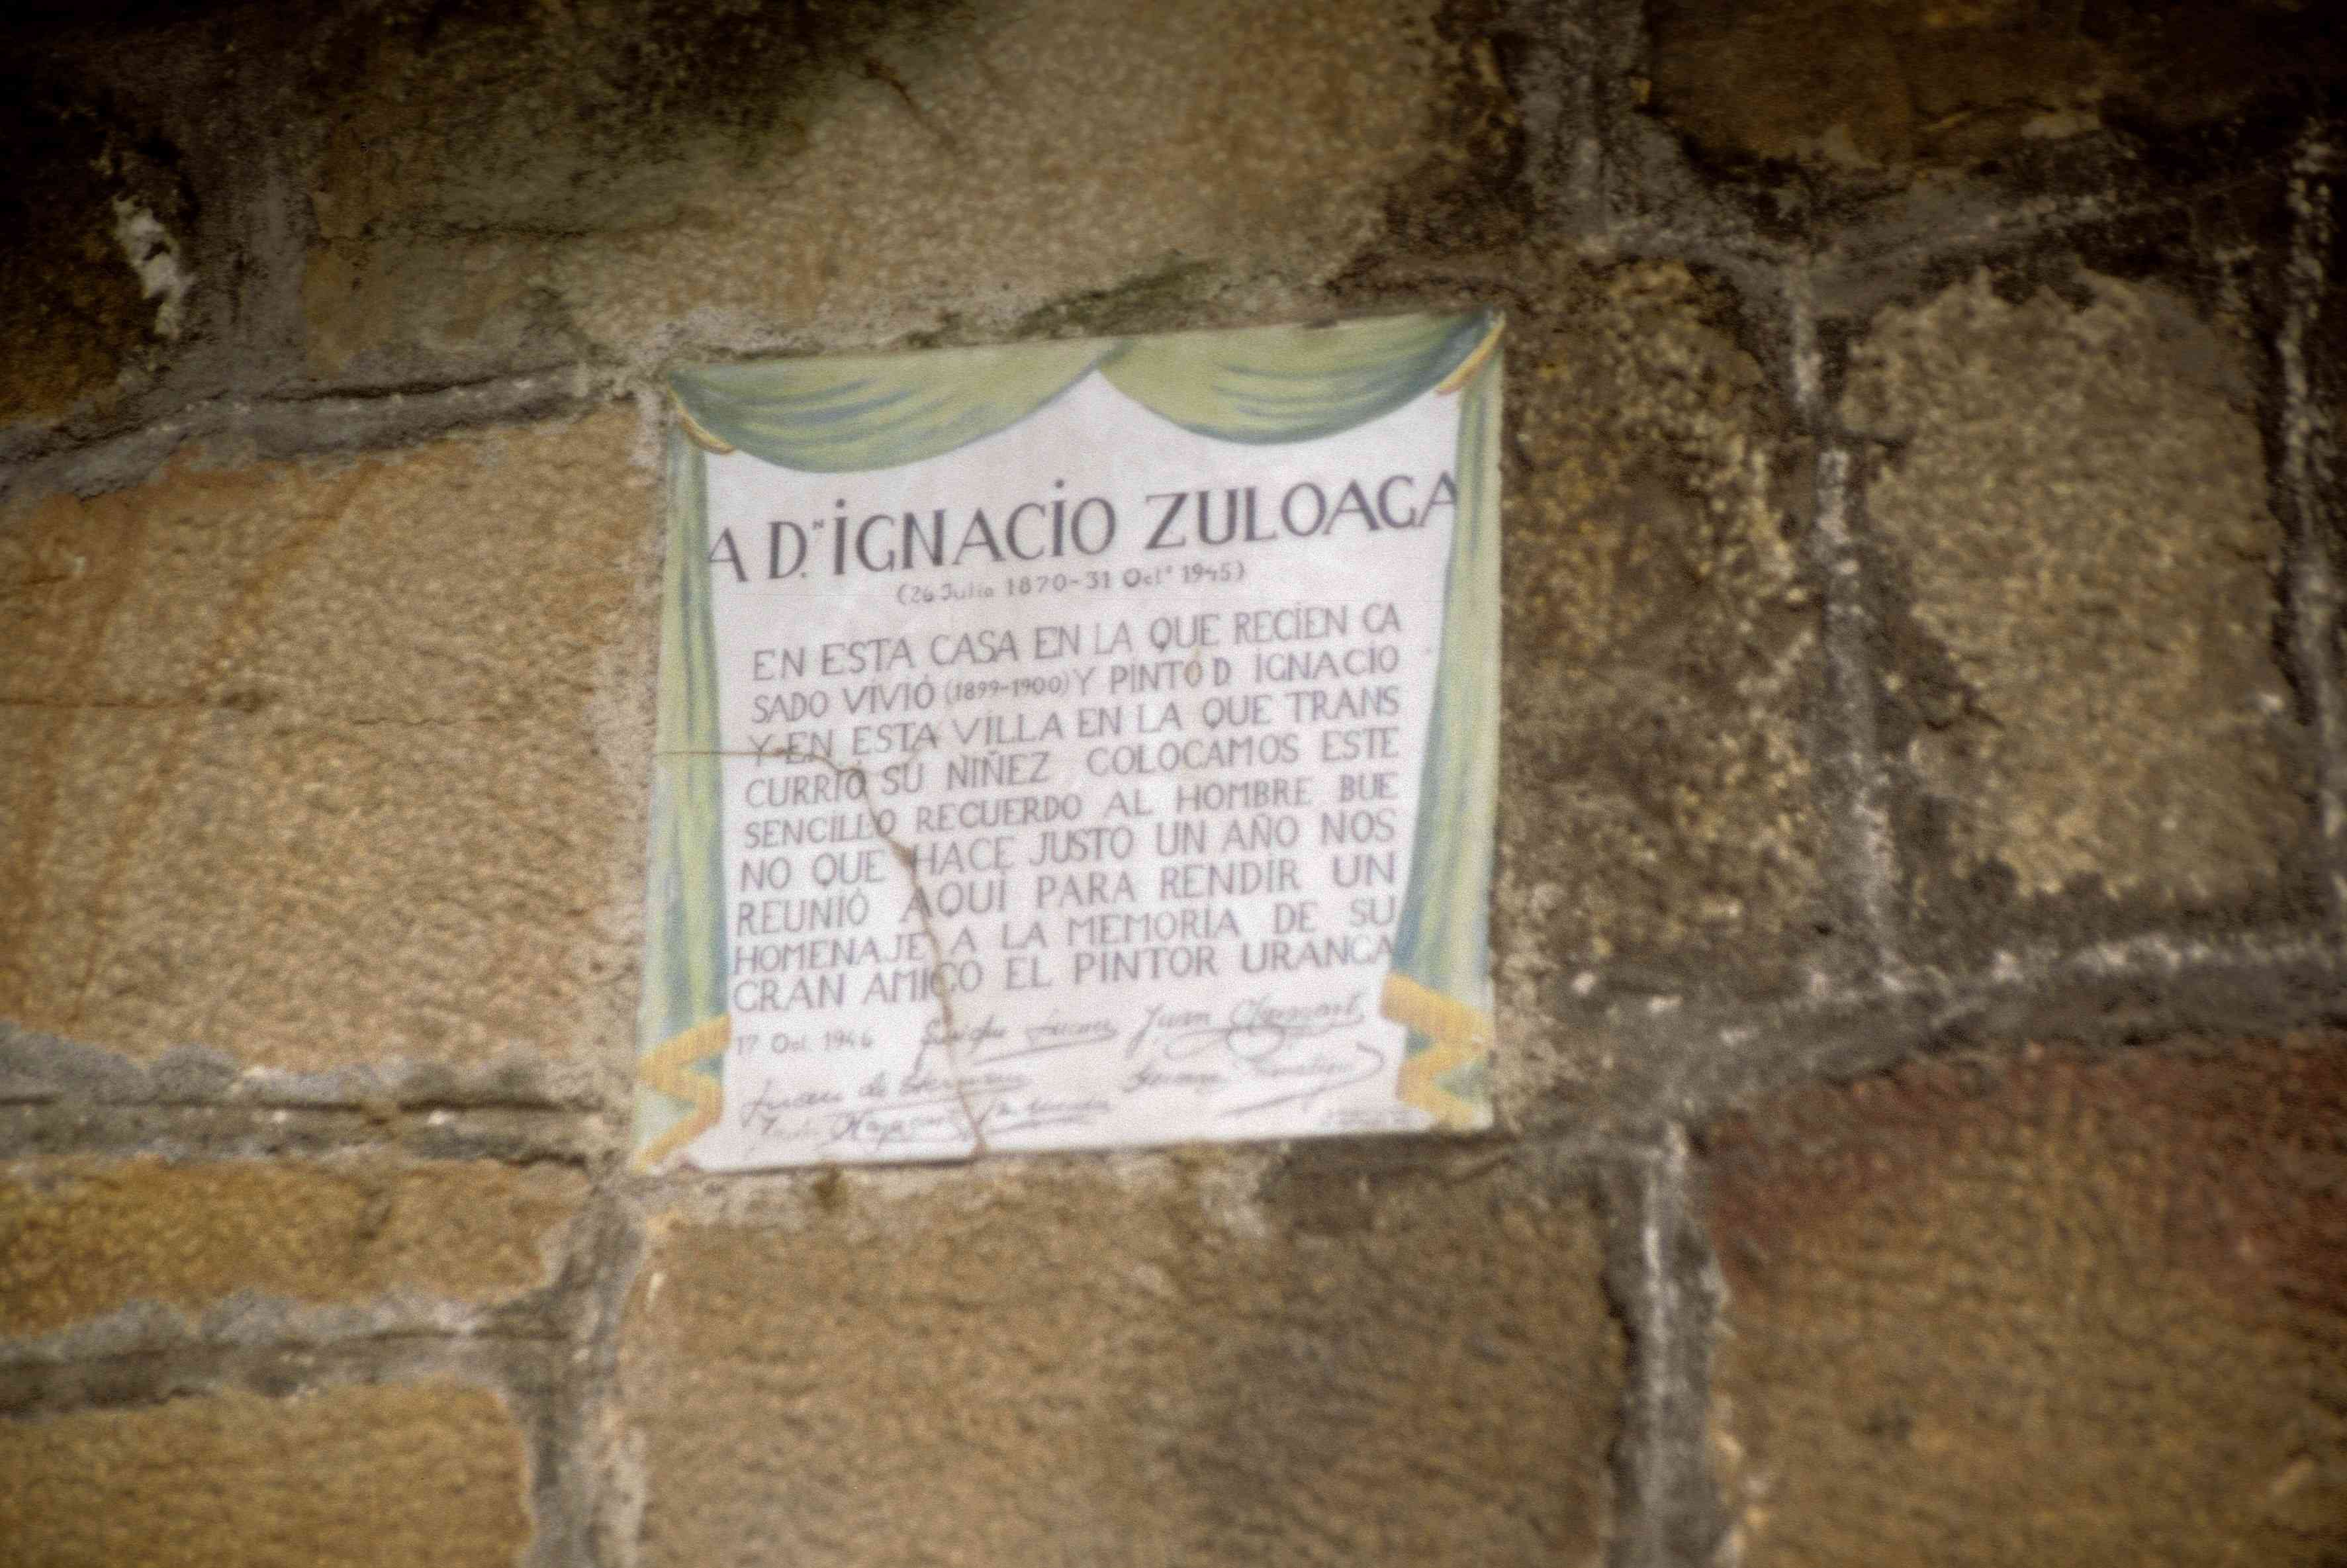 A D.ⁿ IGNACIO ZULOAGA
(26 Julio 1870-31 Oct.ᵉ 1945)
EN ESTA CASA EN LA QUE RECIEN CA
SADO VIVIÓ (1899-1900) Y PINTÓ D IGNACIO
Y EN ESTA VILLA EN LA QUE TRANS
CURRIÓ SU NIÑEZ COLOCAMOS ESTE
SENCILLO RECUERDO AL HOMBRE BUE
NO QUE HACE JUSTO UN AÑO NOS
REUNIÓ AQUÍ PARA RENDIR UN
HOMENAJE A LA MEMORIA DE SU
GRAN AMIGO EL PINTOR URANGA
17 Oct. 1946 Juan
de